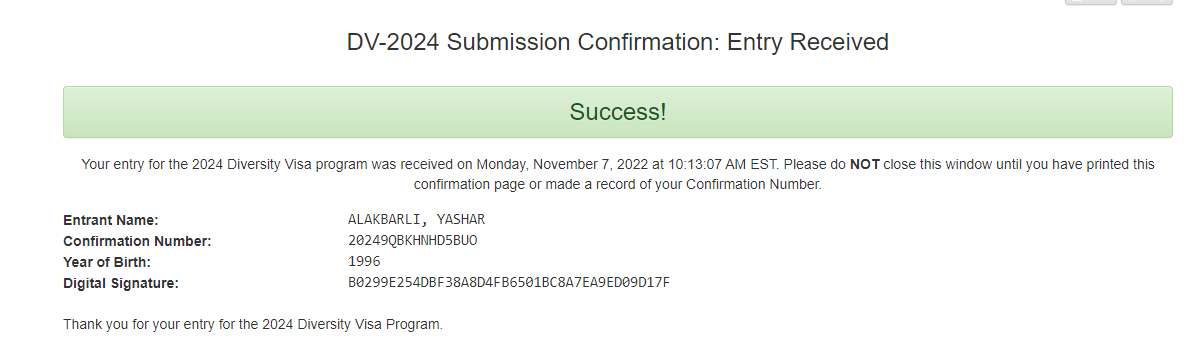 DV-2024 Submission Confirmation: Entry Received
Success!
Your entry for the 2024 Diversity Visa program was received on Monday, November 7, 2022 at 10:13:07 AM EST. Please do NOT close this window until you have printed this
confirmation page or made a record of your Confirmation Number.
Entrant Name: ALAKBARLI, YASHAR
Confirmation Number: 20249QBKHNHD5BUO
Year of Birth: 1996
Digital Signature: B0299E254DBF38A8D4FB6501BC8A7EA9ED09D17F
Thank you for your entry for the 2024 Diversity Visa Program.